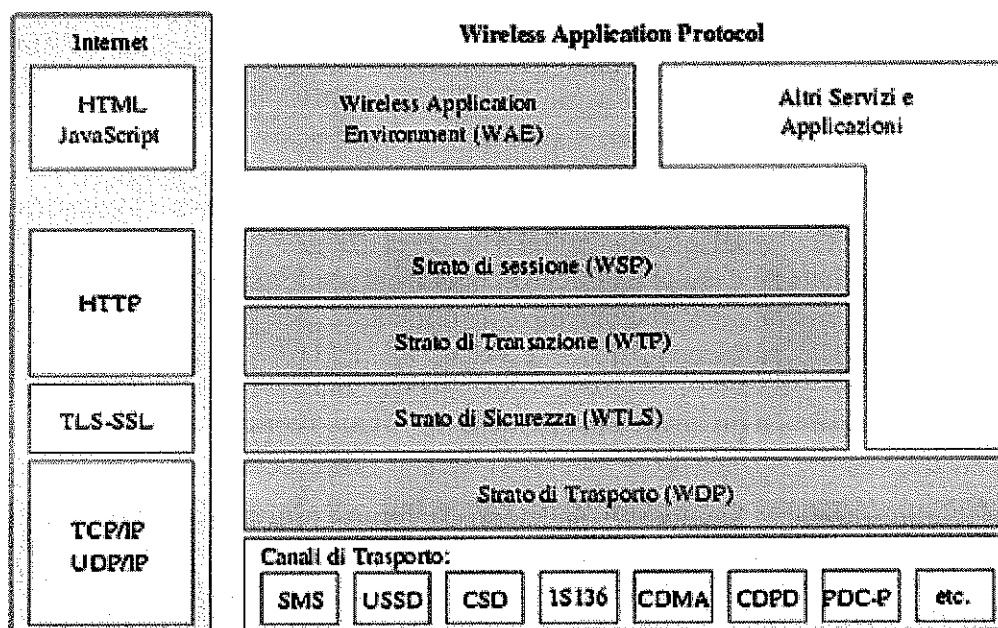 Internet
HTML
JavaScript
HTTP
TLS-SSL
TCP/IP
UDP/IP
Wireless Application Protocol
Wireless Application
Environment (WAE)
Altri Servizi e
Applicazioni
Strato di sessione (WSP)
Strato di Transazione (WTP)
Strato di Sicurezza (WTLS)
Strato di Trasporto (WDP)
Canali di Trasporto:
SMS
USSD
CSD
IS136
CDMA
CDPD
PDC-P
etc.